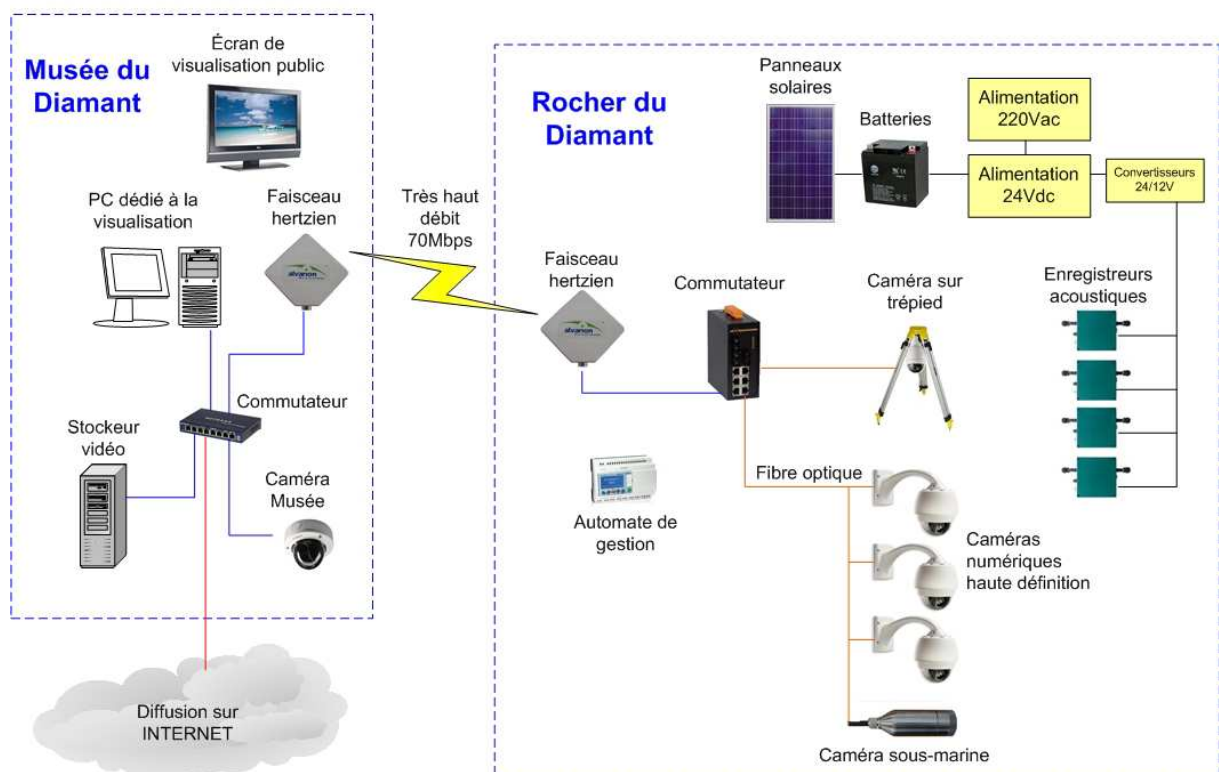 Musée du
Diamant
Écran de
visualisation public
PC dédié à la
visualisation
Faisceau
hertzien
alvarion
Commutateur
Stockeur
vidéo
Caméra
Musée
Diffusion sur
INTERNET
Très haut
débit
70Mbps
Rocher du
Diamant
Panneaux
solaires
Batteries
Alimentation
220Vac
Alimentation
24Vdc
Convertisseurs
24/12V
Faisceau
hertzien
alvarion
Commutateur
Caméra sur
trépied
Enregistreurs
acoustiques
Automate de
gestion
Fibre optique
Caméras
numériques
haute définition
Caméra sous-marine